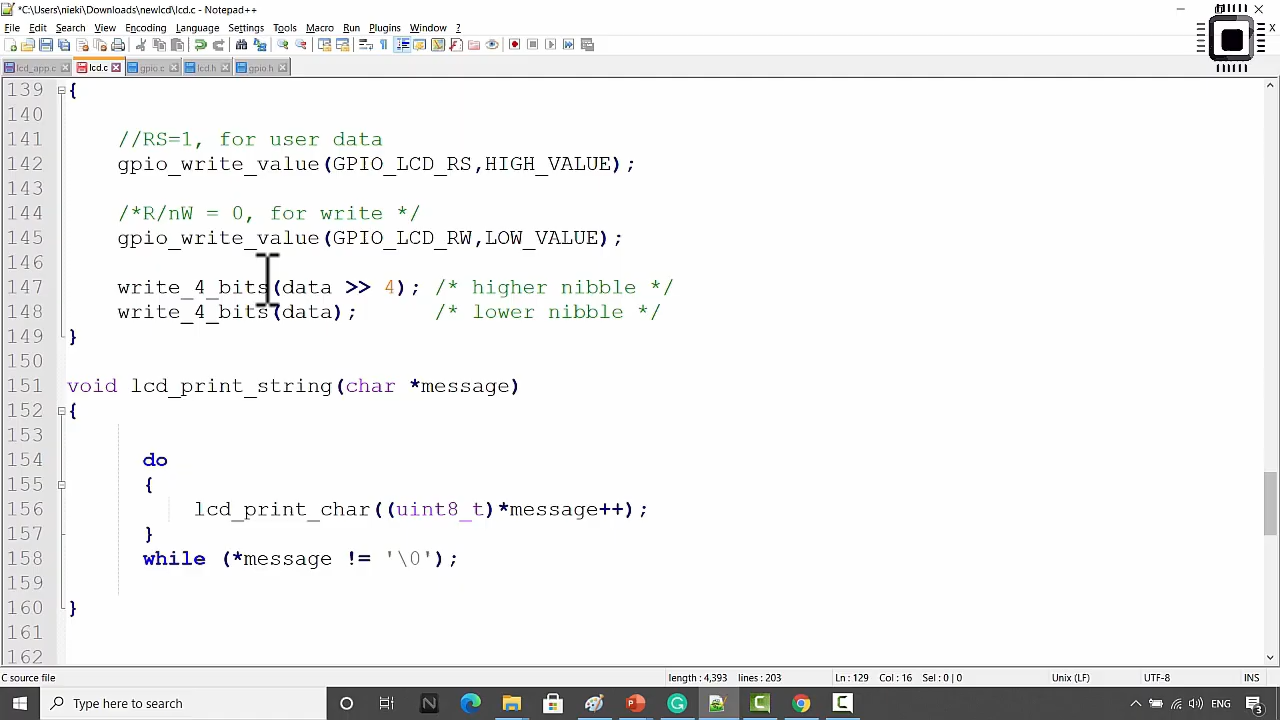 *C:\Users\nieki\Downloads\newlcd\lcd.c - Notepad++
File Edit Search View Encoding Language Settings Tools Macro Run Plugins Window ?
lcd_app.c lcd.c gpio.c lcd.h gpio.h
139 {
140
141 //RS=1, for user data
142 gpio_write_value(GPIO_LCD_RS,HIGH_VALUE);
143
144 /*R/nW = 0, for write */
145 gpio_write_value(GPIO_LCD_RW,LOW_VALUE);
146
147 write_4_bits(data >> 4); /* higher nibble */
148 write_4_bits(data); /* lower nibble */
149 }
150
151 void lcd_print_string(char *message)
152 {
153
154 do
155 {
156 lcd_print_char((uint8_t)*message++);
157 }
158 while (*message != '\0');
159
160 }
161
162
C source file length : 4,393 lines : 203 Ln : 129 Col : 16 Sel : 0 | 0 Unix (LF) UTF-8 INS
Type here to search ENG